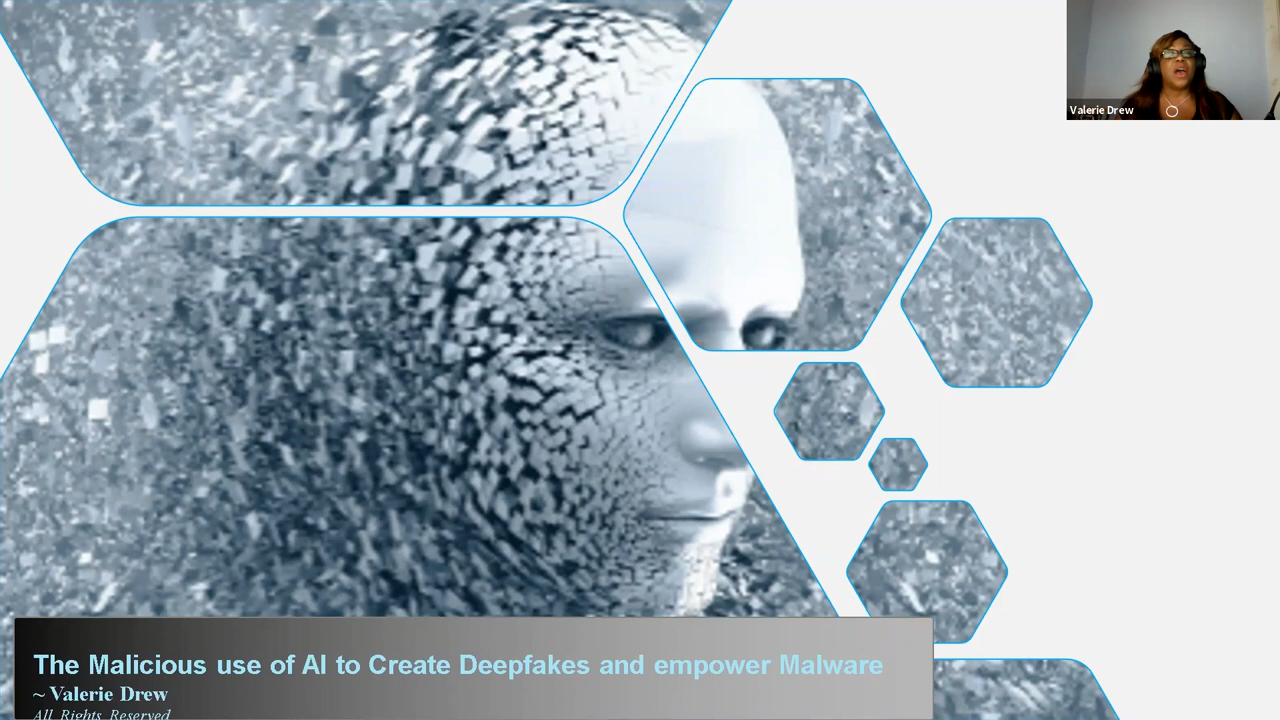 Valerie Drew
The Malicious use of AI to Create Deepfakes and empower Malware
~ Valerie Drew
All Rights Reserved